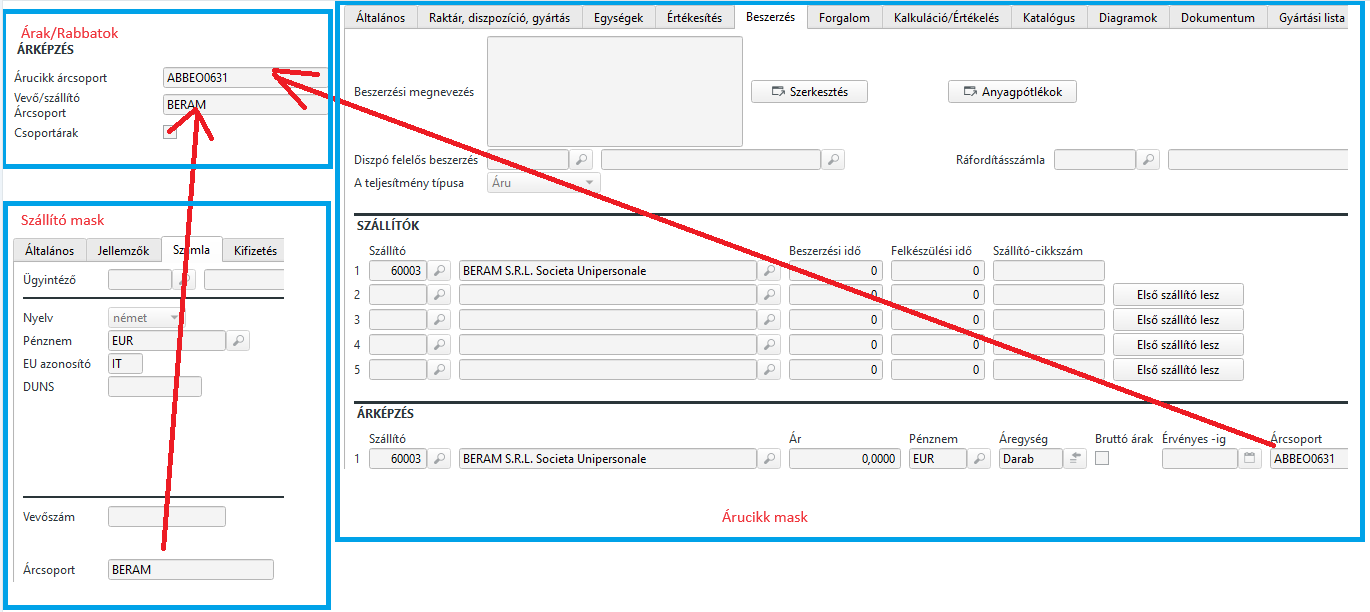 Árak/Rabbatok
ÁRKÉPZÉS
Árucikk árcsoport ABBEO0631
Vevő/szállító
Árcsoport BERAM
Csoportárak
Szállító mask
Általános Jellemzők Számla Kifizetés
Ügyintéző
Nyelv német
Pénznem EUR
EU azonosító IT
DUNS
Vevőszám
Árcsoport BERAM
Általános Raktár, diszpozíció, gyártás Egységek Értékesítés Beszerzés Forgalom Kalkuláció/Értékelés Katalógus Diagramok Dokumentum Gyártási lista
Beszerzési megnevezés Szerkesztés Anyagpótlékok
Diszpó felelős beszerzés Ráfordításszámla
A teljesítmény típusa Áru
SZÁLLÍTÓK
Szállító Beszerzési idő Felkészülési idő Szállító-cikkszám
1 60003 BERAM S.R.L. Societa Unipersonale 0 0
2 0 0 Első szállító lesz
3 0 0 Első szállító lesz
4 0 0 Első szállító lesz
5 0 0 Első szállító lesz
ÁRKÉPZÉS
Szállító Ár Pénznem Áregység Bruttó árak Érvényes -ig Árcsoport
1 60003 BERAM S.R.L. Societa Unipersonale 0,0000 EUR Darab ABBEO0631
Árucikk mask